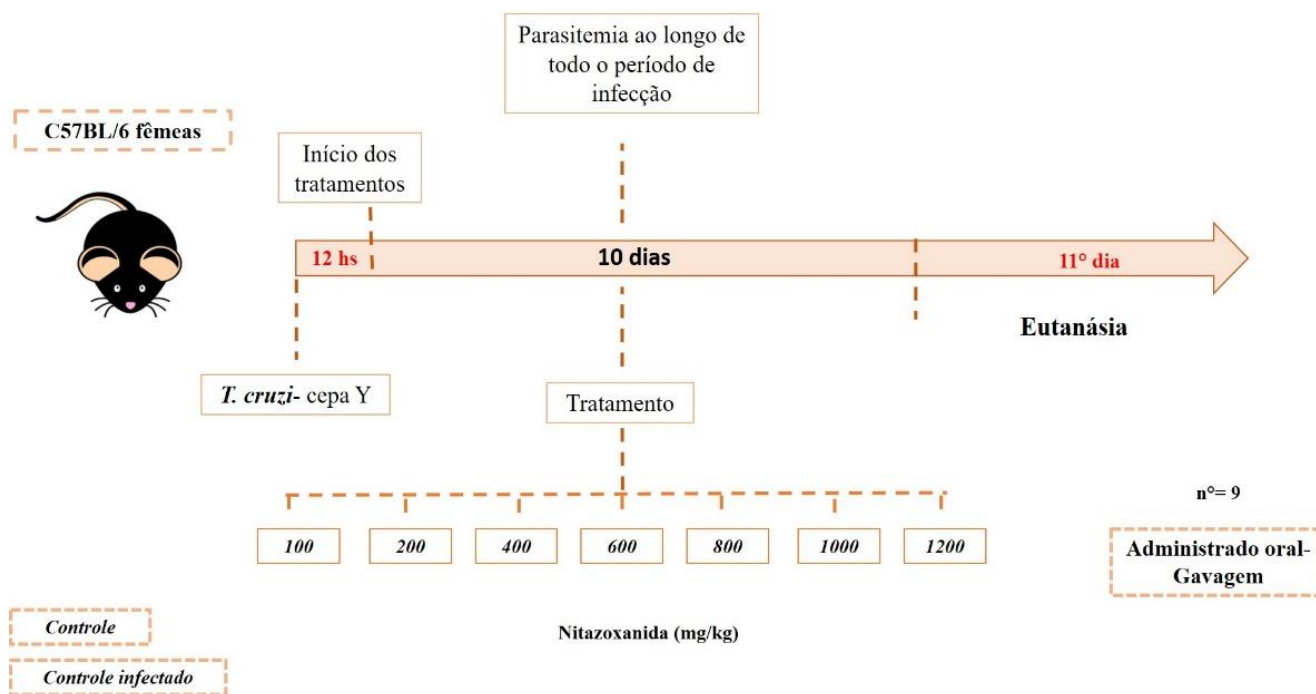 Parasitemia ao longo de
todo o período de
infecção
C57BL/6 fêmeas
Início dos
tratamentos
12 hs
10 dias
11° dia
Eutanásia
T. cruzi- cepa Y
Tratamento
n°= 9
100
200
400
600
800
1000
1200
Administrado oral-
Gavagem
Controle
Nitazoxanida (mg/kg)
Controle infectado